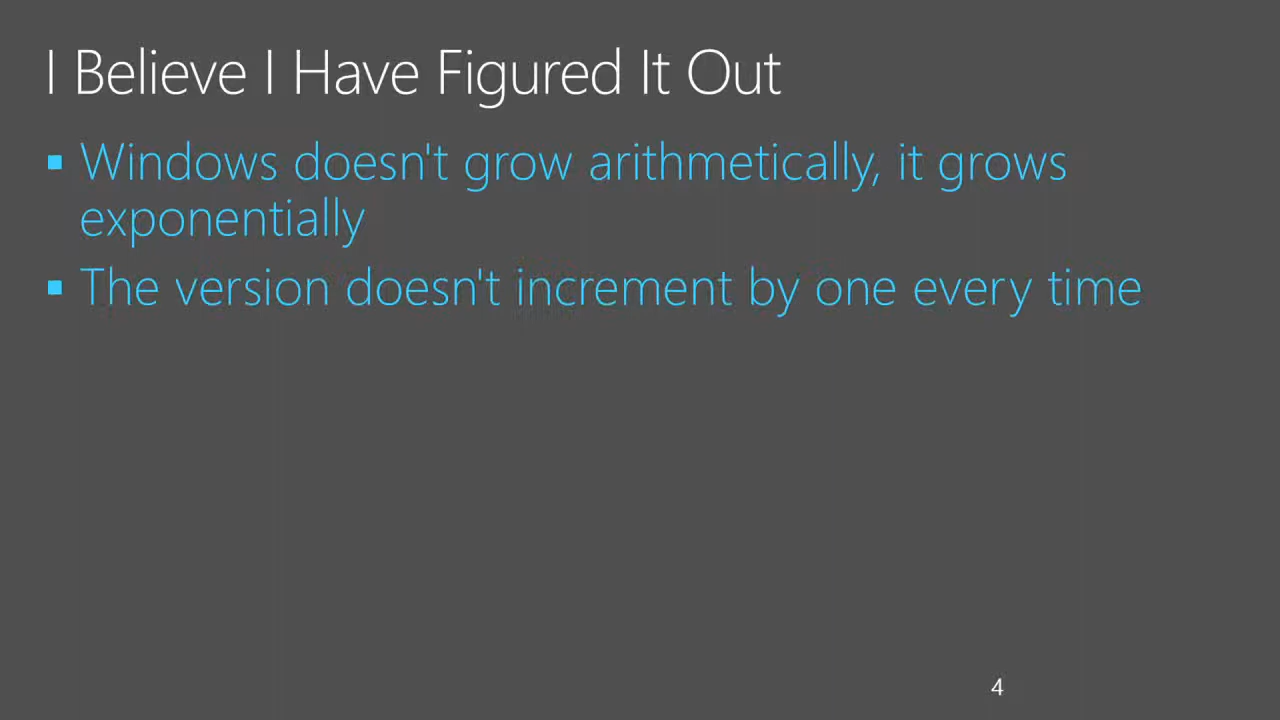 I Believe I Have Figured It Out
▪ Windows doesn't grow arithmetically, it grows
exponentially
▪ The version doesn't increment by one every time
4